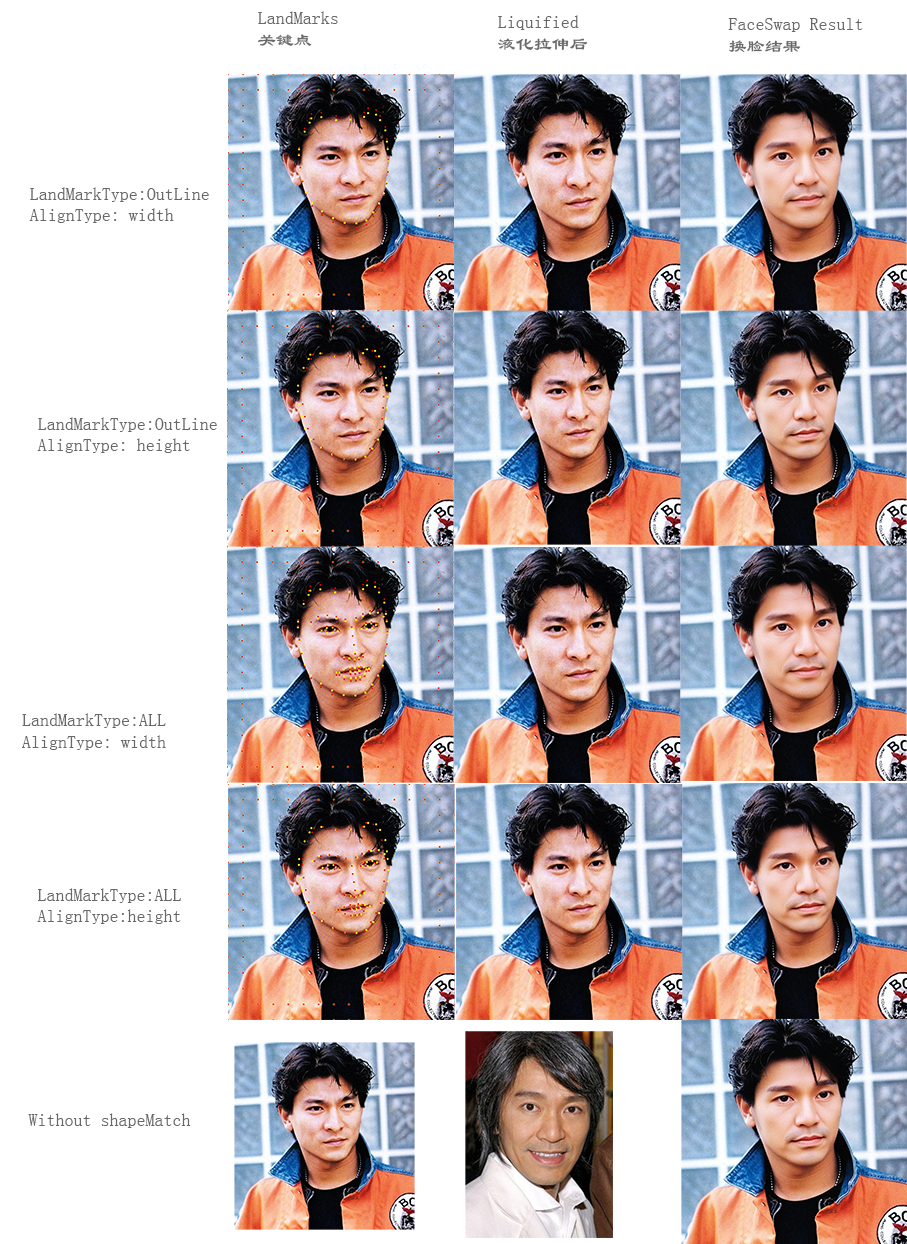 LandMarks
关键点
Liquified
液化拉伸后
FaceSwap Result
换脸结果
LandMarkType:OutLine
AlignType: width
LandMarkType:OutLine
AlignType: height
LandMarkType:ALL
AlignType: width
LandMarkType:ALL
AlignType:height
Without shapeMatch